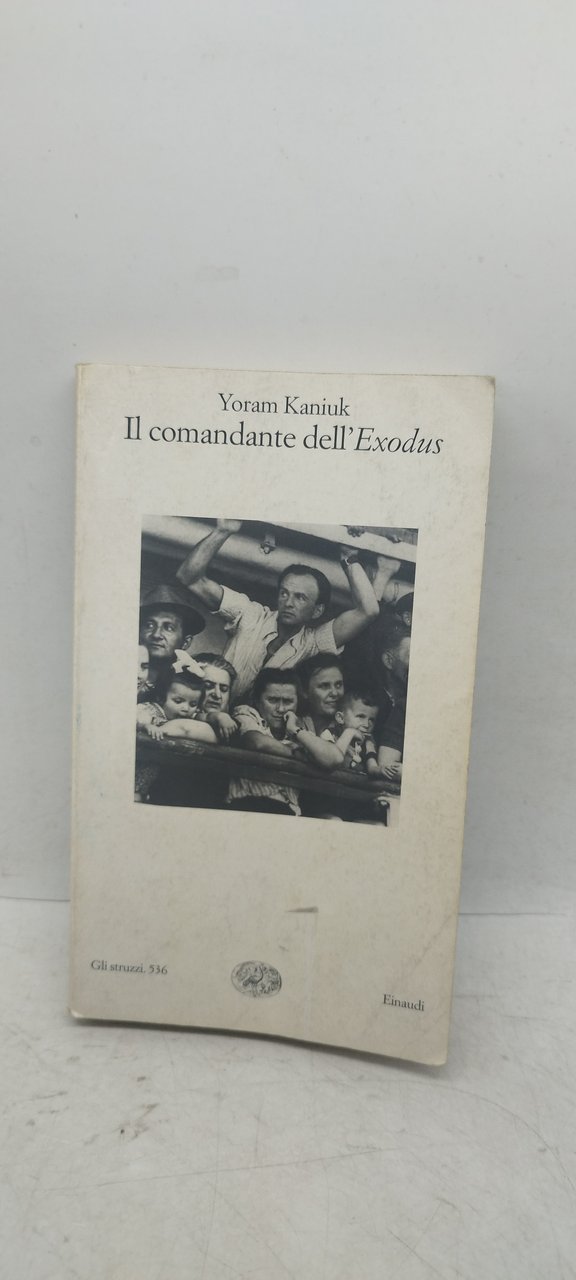 Yoram Kaniuk
Il comandante dell'Exodus
Gli struzzi. 536
Einaudi